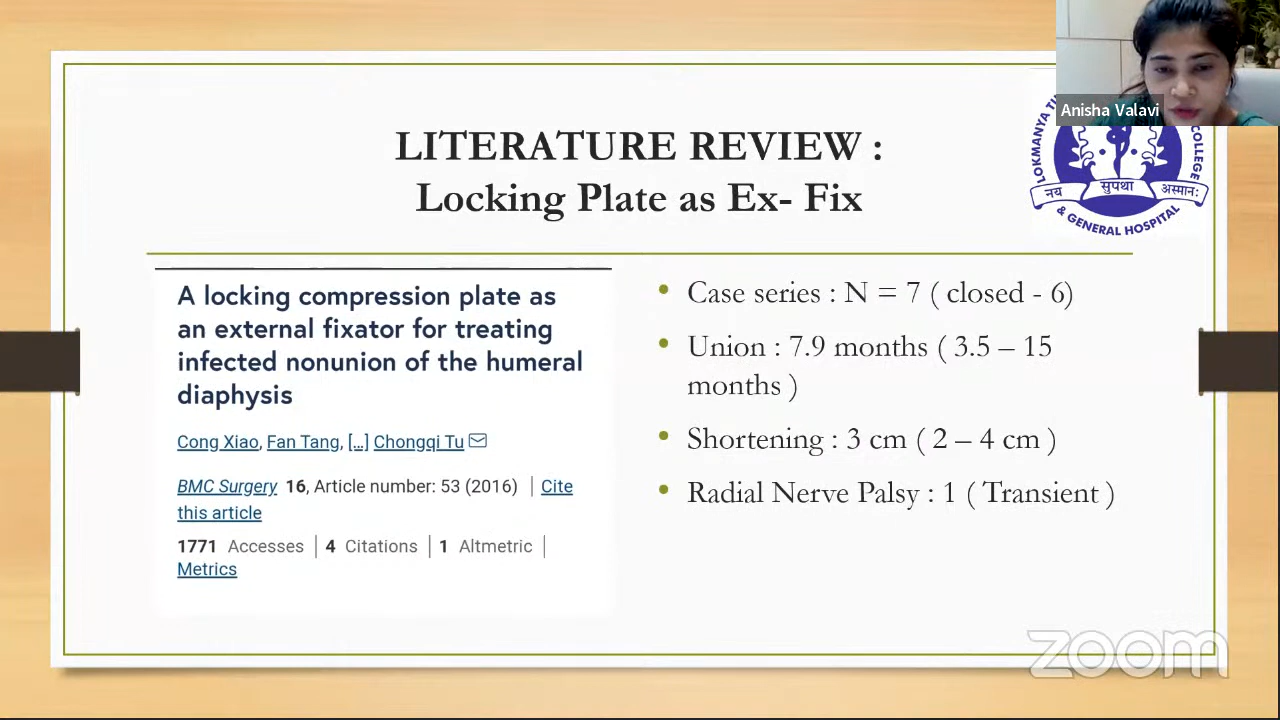 Anisha Valavi
LITERATURE REVIEW :
Locking Plate as Ex- Fix
LOKMANYA COLLEGE
नय सुपथा अस्मानः
& GENERAL HOSPITAL
A locking compression plate as
an external fixator for treating
infected nonunion of the humeral
diaphysis
Cong Xiao, Fan Tang, [...] Chongqi Tu
BMC Surgery 16, Article number: 53 (2016) | Cite
this article
1771 Accesses | 4 Citations | 1 Altmetric |
Metrics
• Case series : N = 7 ( closed - 6)
• Union : 7.9 months ( 3.5 – 15
months )
• Shortening : 3 cm ( 2 – 4 cm )
• Radial Nerve Palsy : 1 ( Transient )
zoom